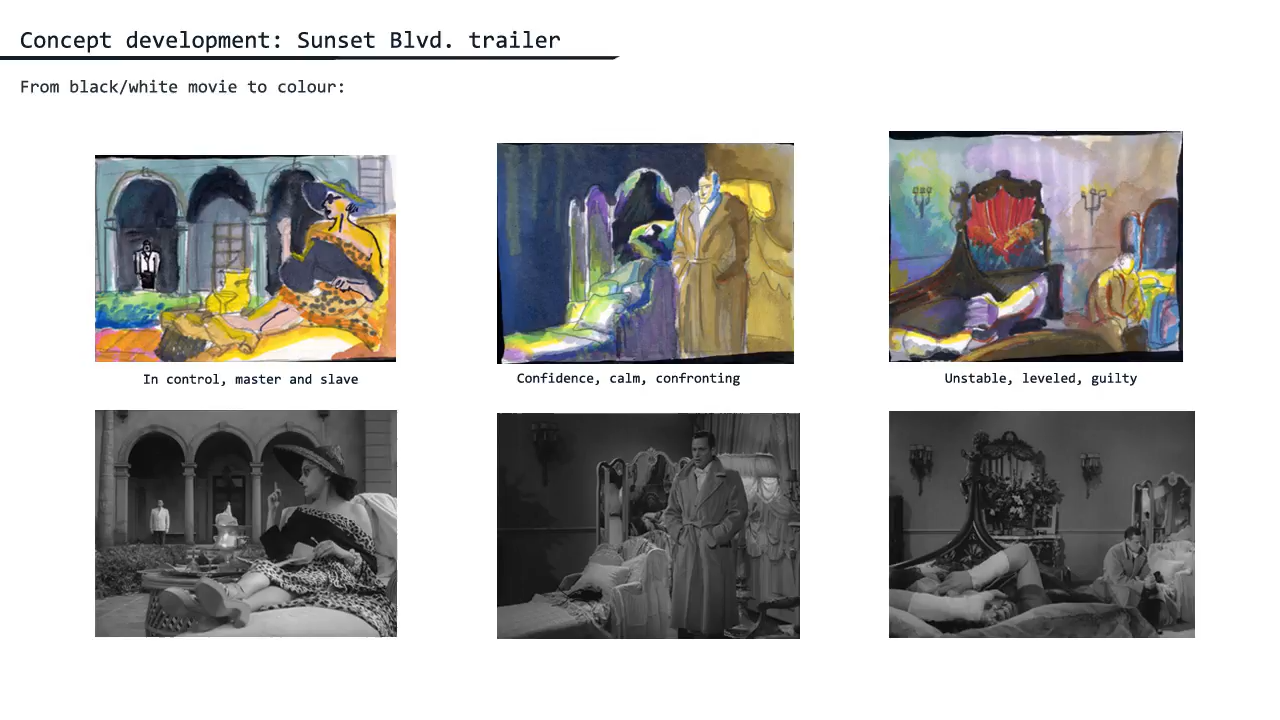 Concept development: Sunset Blvd. trailer
From black/white movie to colour:
In control, master and slave
Confidence, calm, confronting
Unstable, leveled, guilty